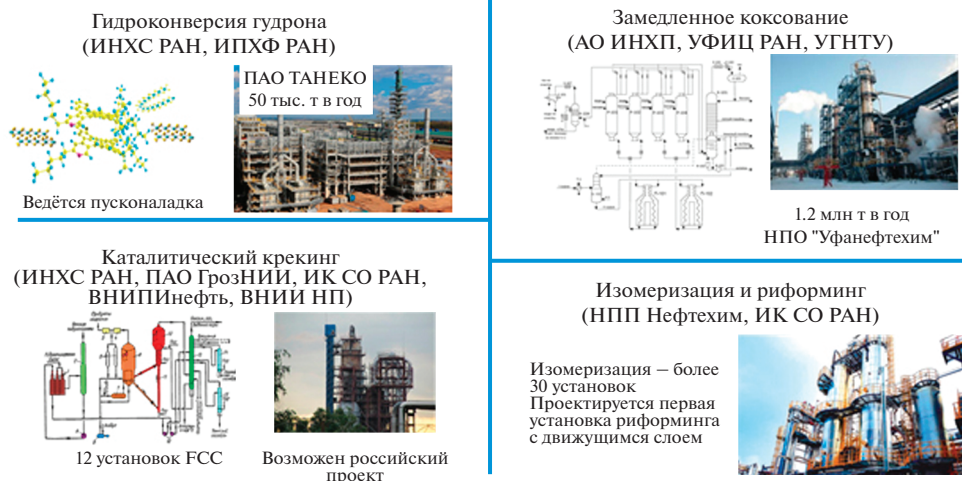 Гидроконверсия гудрона
(ИНХС РАН, ИПХФ РАН)
ПАО ТАНЕКО
50 тыс. т в год
Ведётся пусконаладка
Замедленное коксование
(АО ИНХП, УФИЦ РАН, УГНТУ)
1.2 млн т в год
НПО "Уфанефтехим"
Каталитический крекинг
(ИНХС РАН, ПАО ГрозНИИ, ИК СО РАН,
ВНИПИнефть, ВНИИ НП)
12 установок FCC
Возможен российский
проект
Изомеризация и риформинг
(НПП Нефтехим, ИК СО РАН)
Изомеризация – более
30 установок
Проектируется первая
установка риформинга
с движущимся слоем